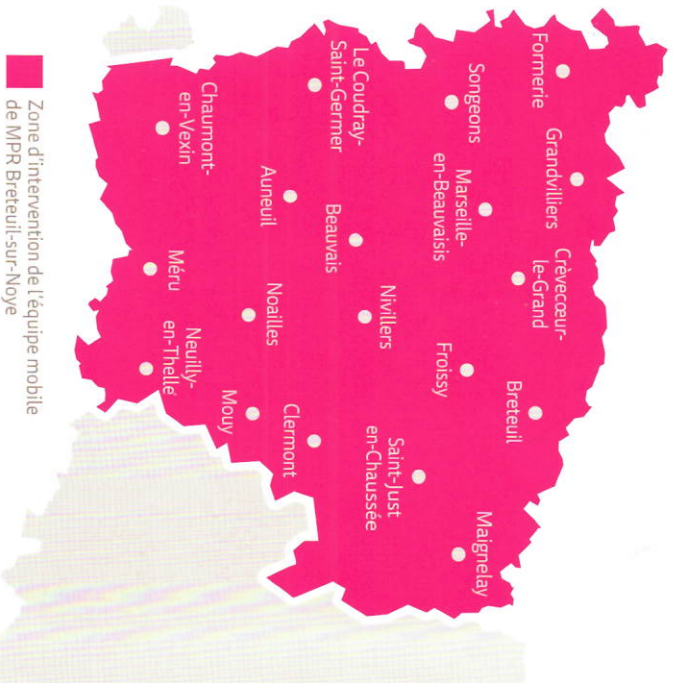 Formerie
Grandvilliers
Crèvecœur-
le-Grand
Breteuil
Maignelay
Songeons
Marseille-
en-Beauvaisis
Froissy
Saint-Just
en-Chaussée
Le Coudray-
Saint-Germer
Beauvais
Nivillers
Clermont
Auneuil
Noailles
Mouy
Chaumont-
en-Vexin
Méru
Neuilly-
en-Thelle
Zone d'intervention de l'équipe mobile
de MPR Breteuil-sur-Noye